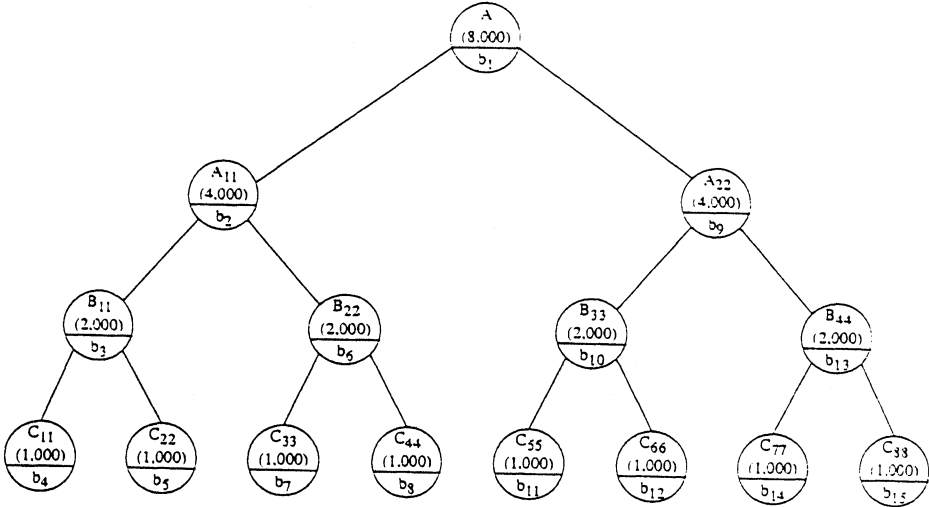 A
(8.000)
b1
A11
(4.000)
b2
A22
(4.000)
b9
B11
(2.000)
b3
B22
(2.000)
b6
B33
(2.000)
b10
B44
(2.000)
b13
C11
(1.000)
b4
C22
(1.000)
b5
C33
(1.000)
b7
C44
(1.000)
b8
C55
(1.000)
b11
C66
(1.000)
b12
C77
(1.000)
b14
C88
(1.000)
b15